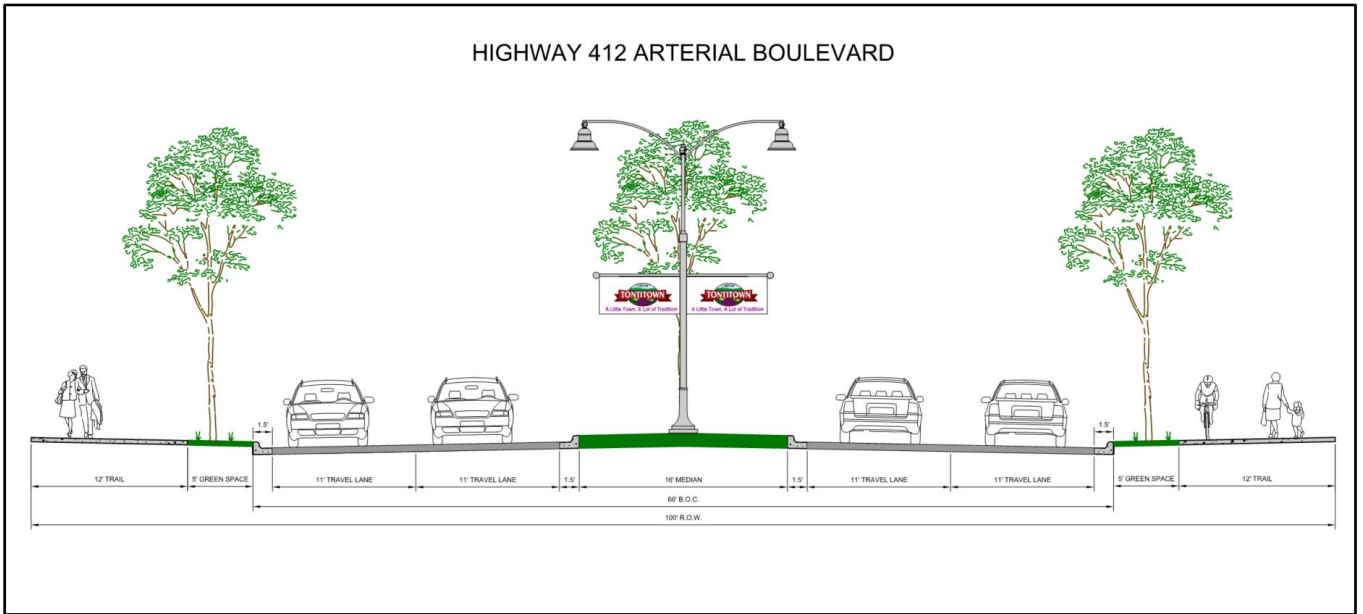 HIGHWAY 412 ARTERIAL BOULEVARD
TONTITOWN
A Little Town, A Lot of Tradition
TONTITOWN
A Little Town, A Lot of Tradition
1.5'
1.5'
12' TRAIL
5' GREEN SPACE
11' TRAVEL LANE
11' TRAVEL LANE
1.5'
16' MEDIAN
1.5'
11' TRAVEL LANE
11' TRAVEL LANE
5' GREEN SPACE
12' TRAIL
66' B.O.C.
100' R.O.W.